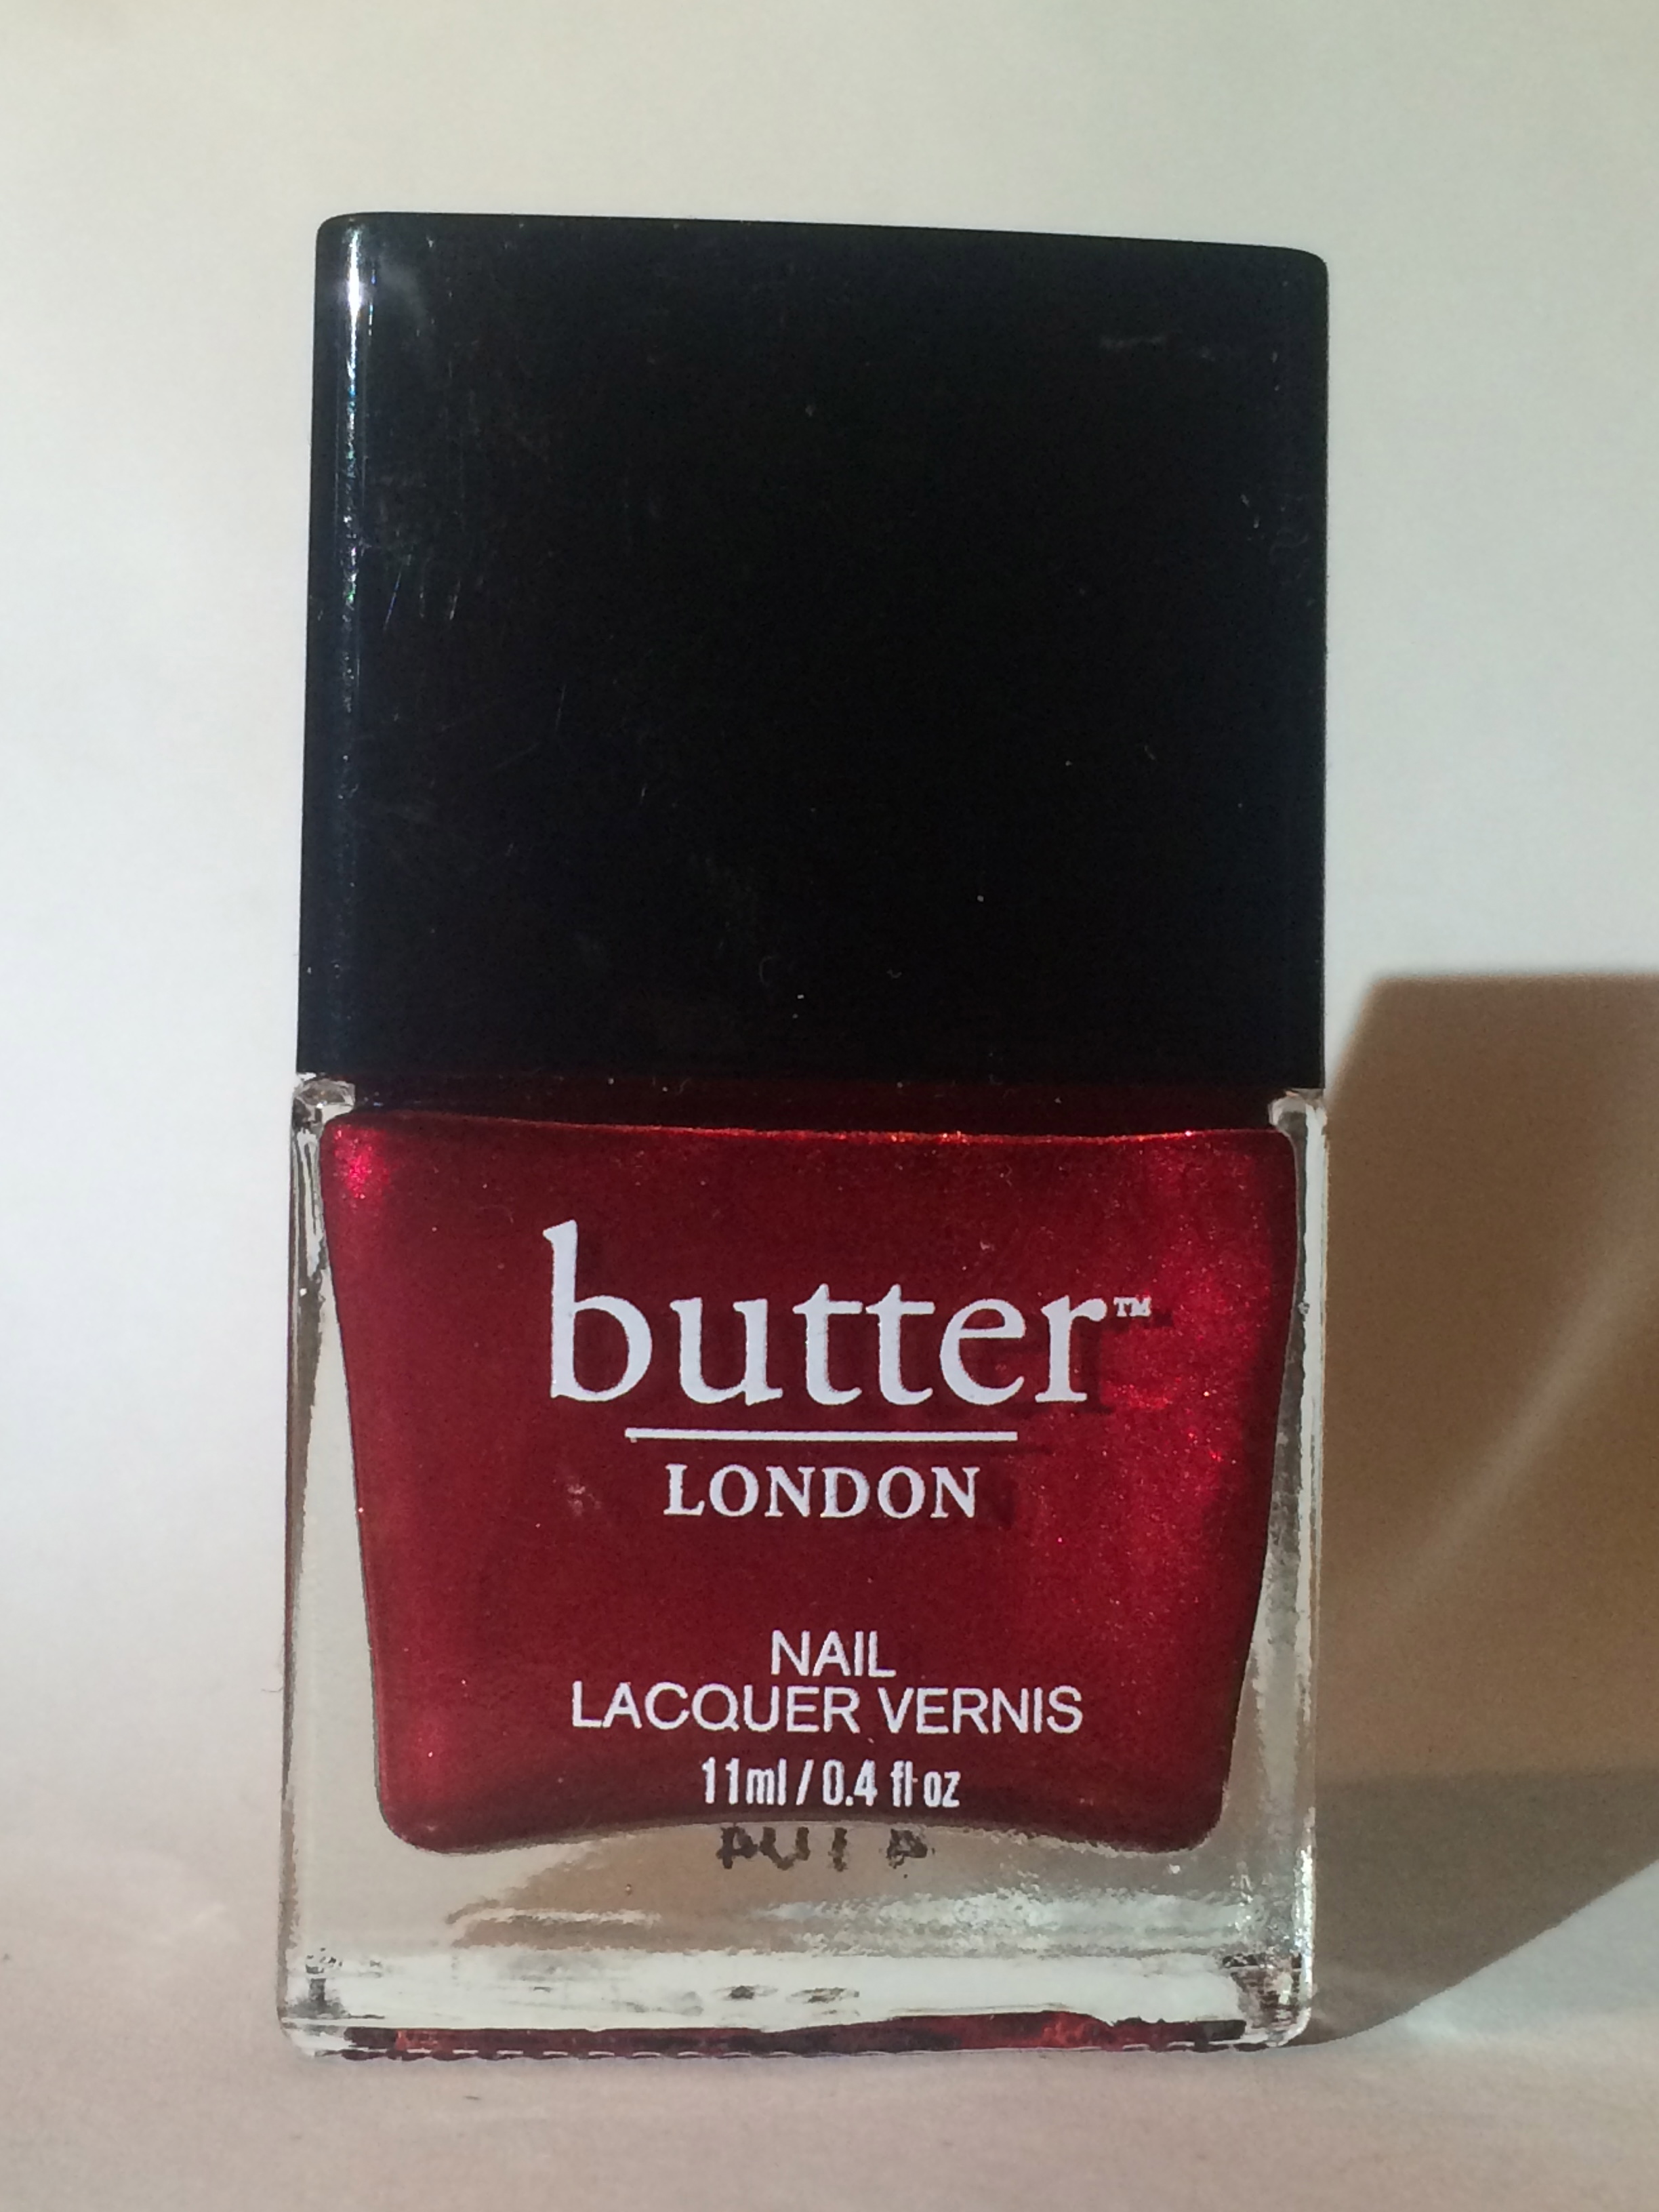 butter™
LONDON
NAIL
LACQUER VERNIS
11ml / 0.4 fl oz